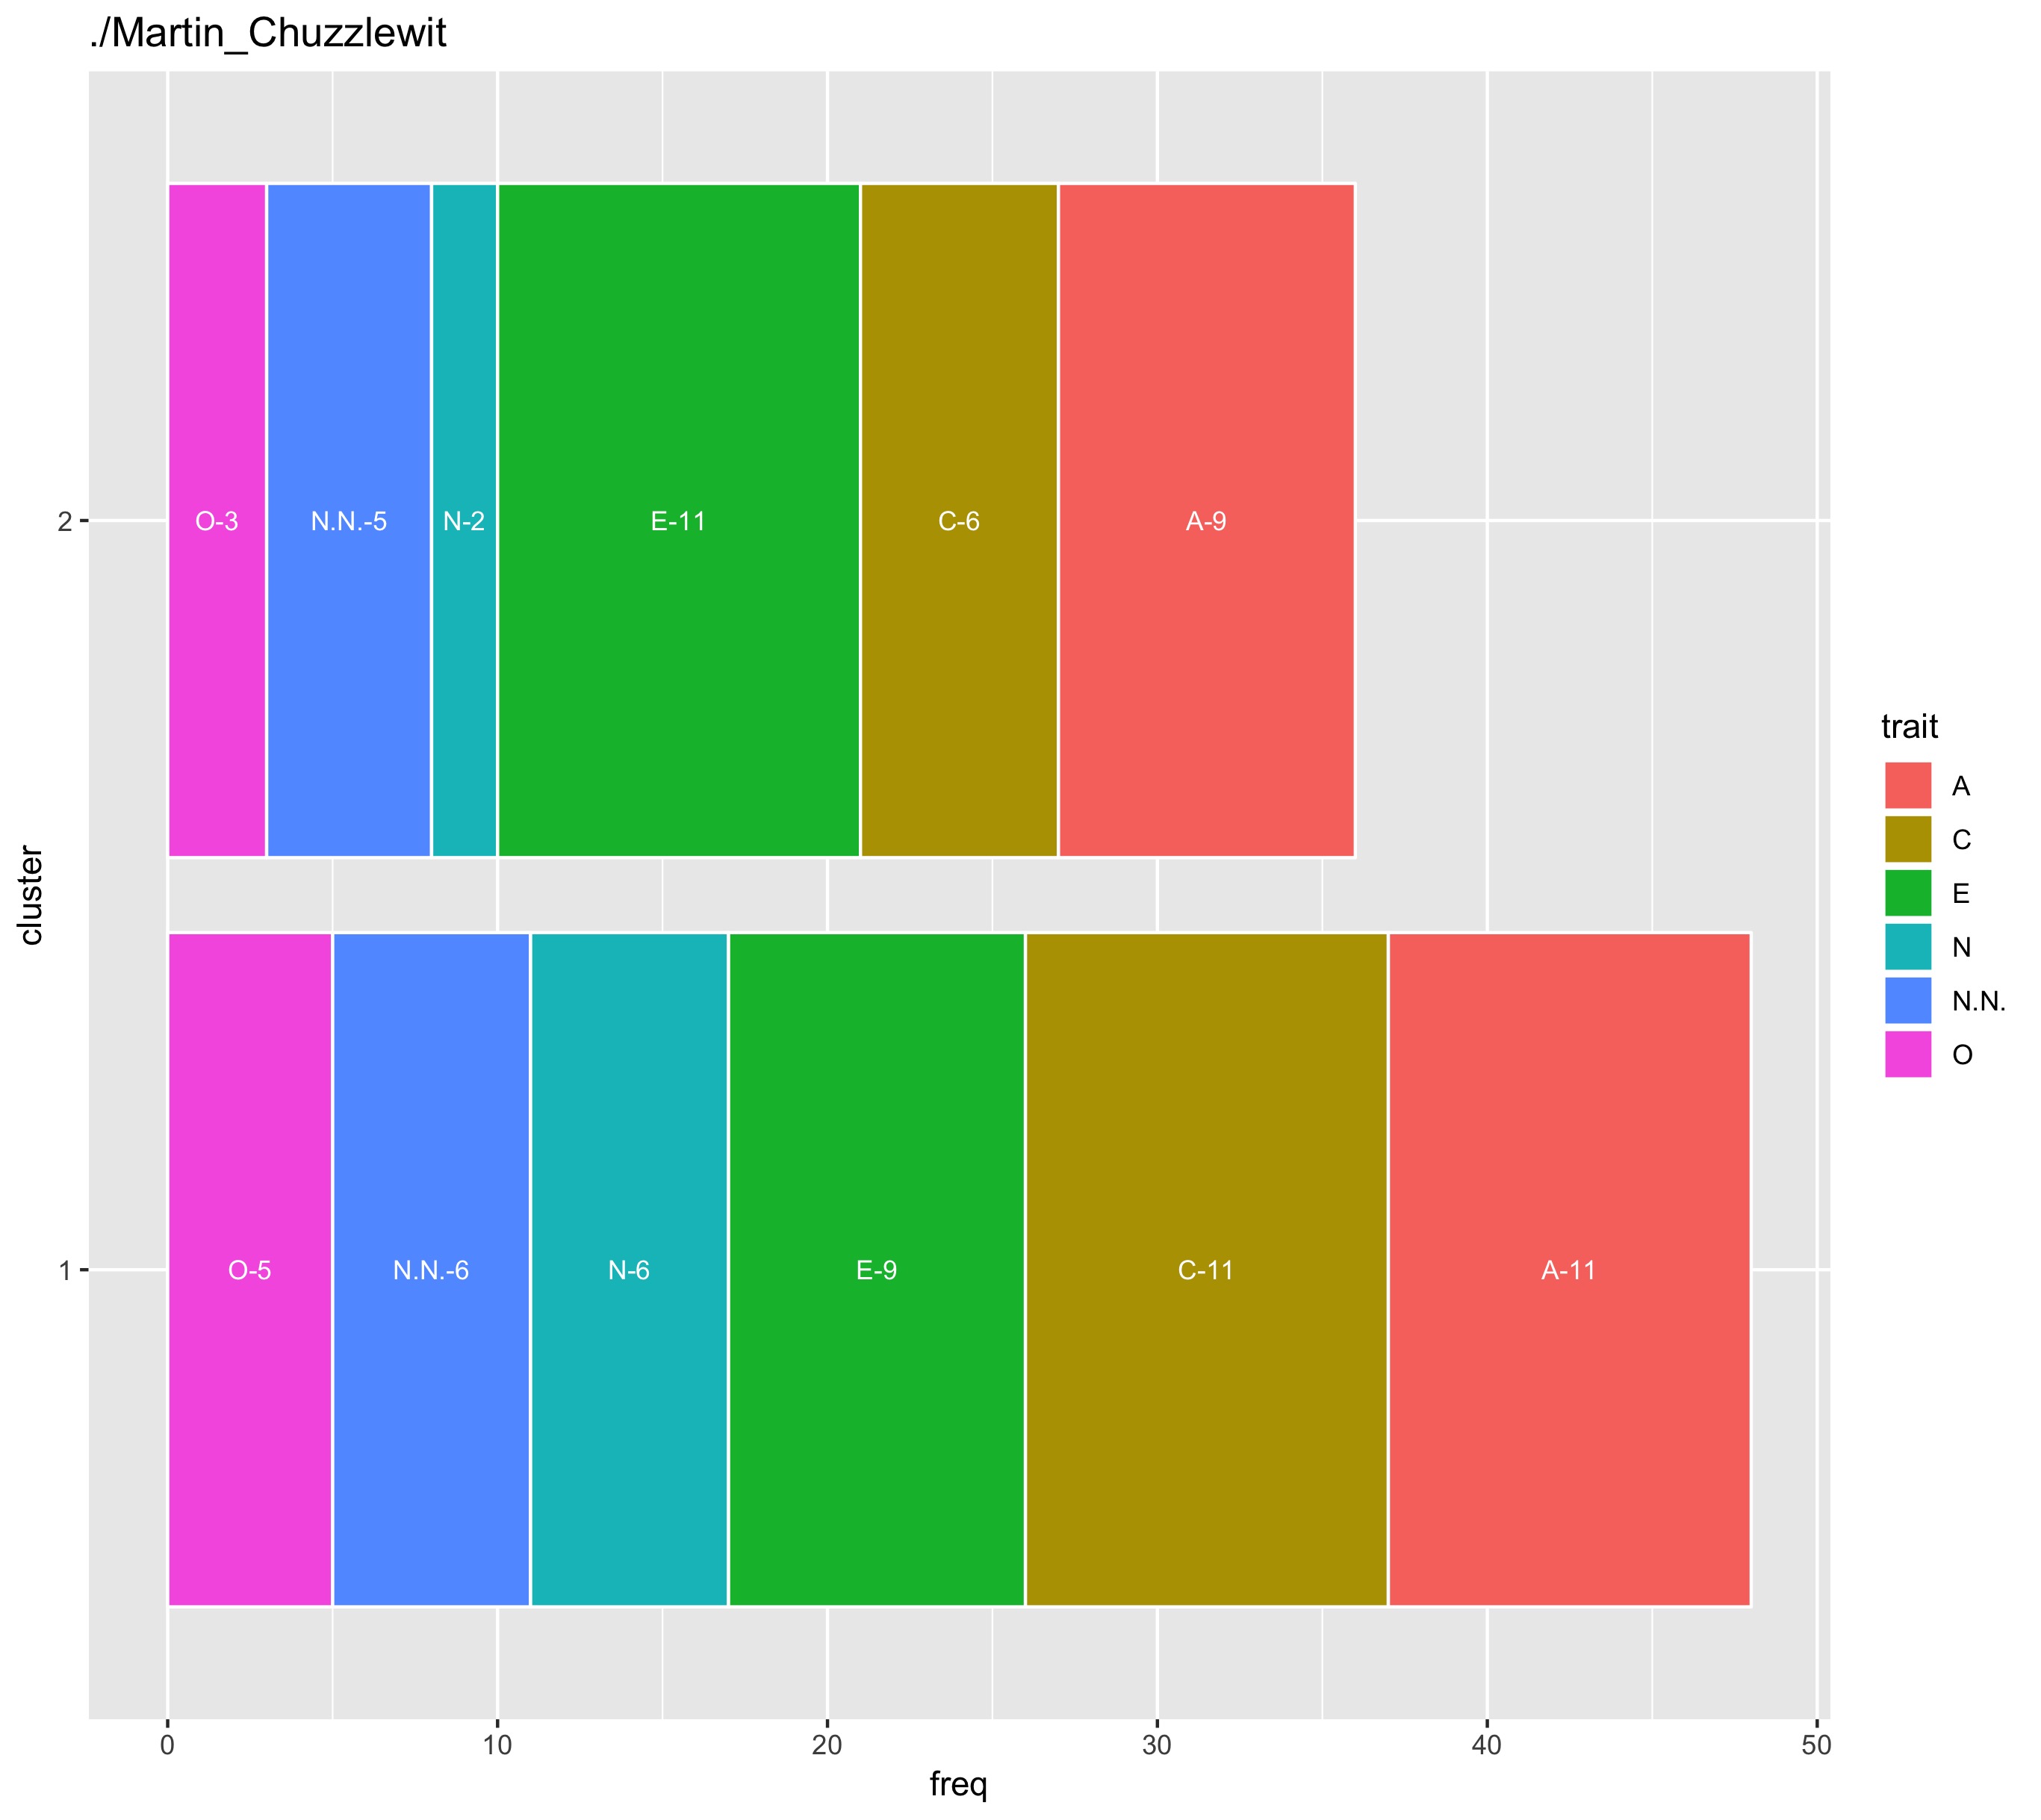 ./Martin_Chuzzlewit
2
O-3 N.N.-5 N-2 E-11 C-6 A-9
cluster
1
O-5 N.N.-6 N-6 E-9 C-11 A-11
0 10 20 30 40 50
freq
trait
A
C
E
N
N.N.
O